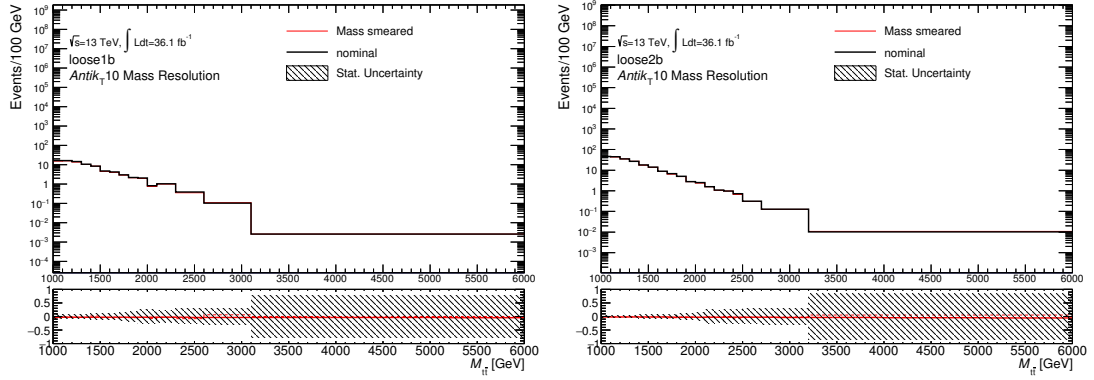 Events/100 GeV
10⁹
10⁸
10⁷
10⁶
10⁵
10⁴
10³
10²
10
1
10⁻¹
10⁻²
10⁻³
10⁻⁴
√s=13 TeV, ∫ Ldt=36.1 fb⁻¹
loose1b
Antik_T10 Mass Resolution
Mass smeared
nominal
Stat. Uncertainty
1000 1500 2000 2500 3000 3500 4000 4500 5000 5500 6000
1
0.5
0
−0.5
−1
1000 1500 2000 2500 3000 3500 4000 4500 5000 5500 6000
M_tt̄ [GeV]
Events/100 GeV
10⁹
10⁸
10⁷
10⁶
10⁵
10⁴
10³
10²
10
1
10⁻¹
10⁻²
10⁻³
√s=13 TeV, ∫ Ldt=36.1 fb⁻¹
loose2b
Antik_T10 Mass Resolution
Mass smeared
nominal
Stat. Uncertainty
1000 1500 2000 2500 3000 3500 4000 4500 5000 5500 6000
1
0.5
0
−0.5
−1
1000 1500 2000 2500 3000 3500 4000 4500 5000 5500 6000
M_tt̄ [GeV]